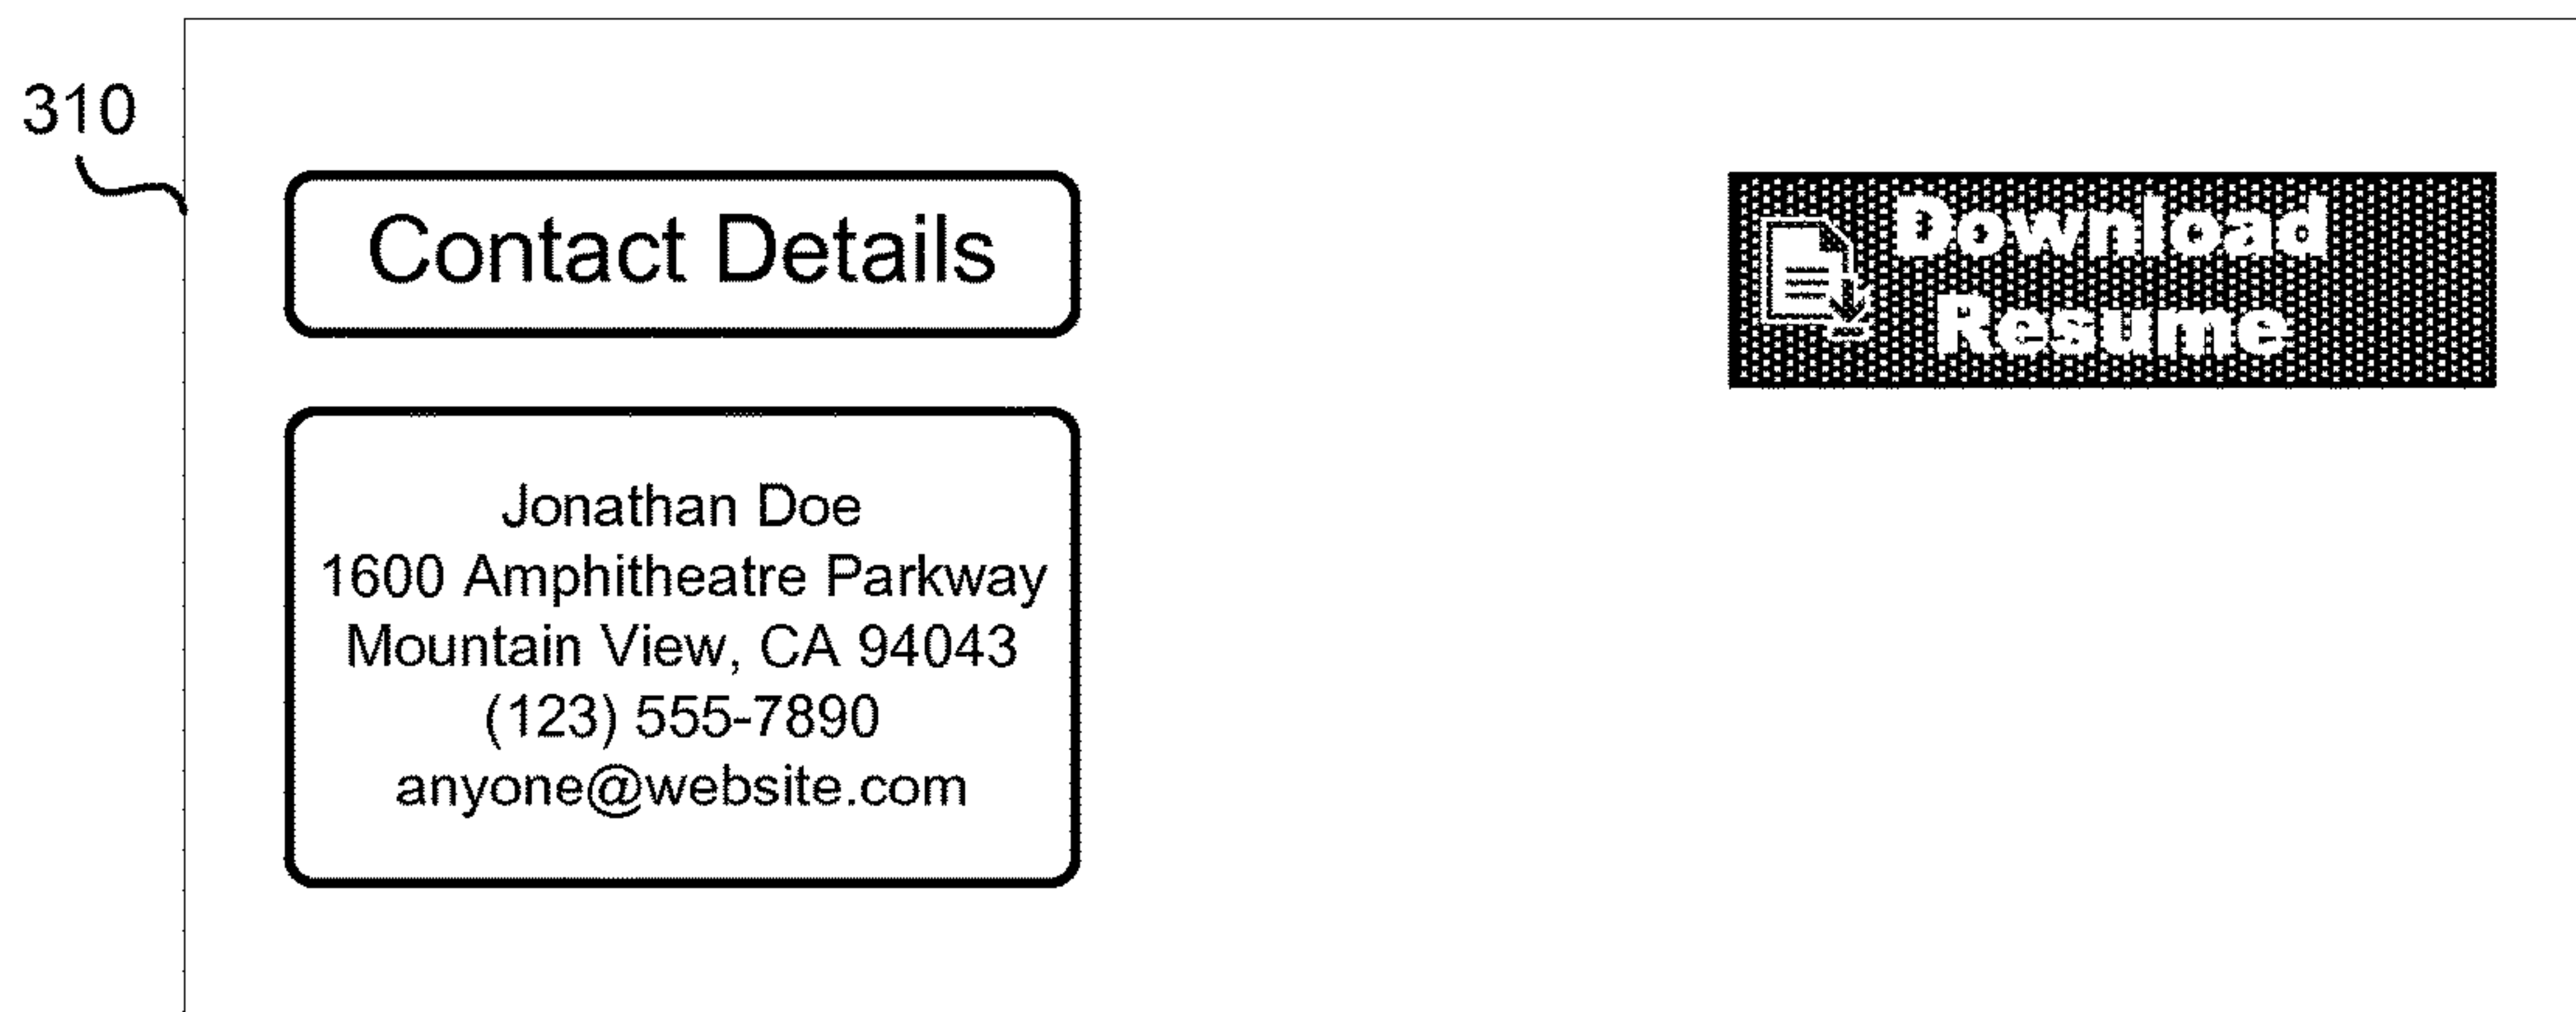 310
Contact Details
Download
Resume
Jonathan Doe
1600 Amphitheatre Parkway
Mountain View, CA 94043
(123) 555-7890
anyone@website.com